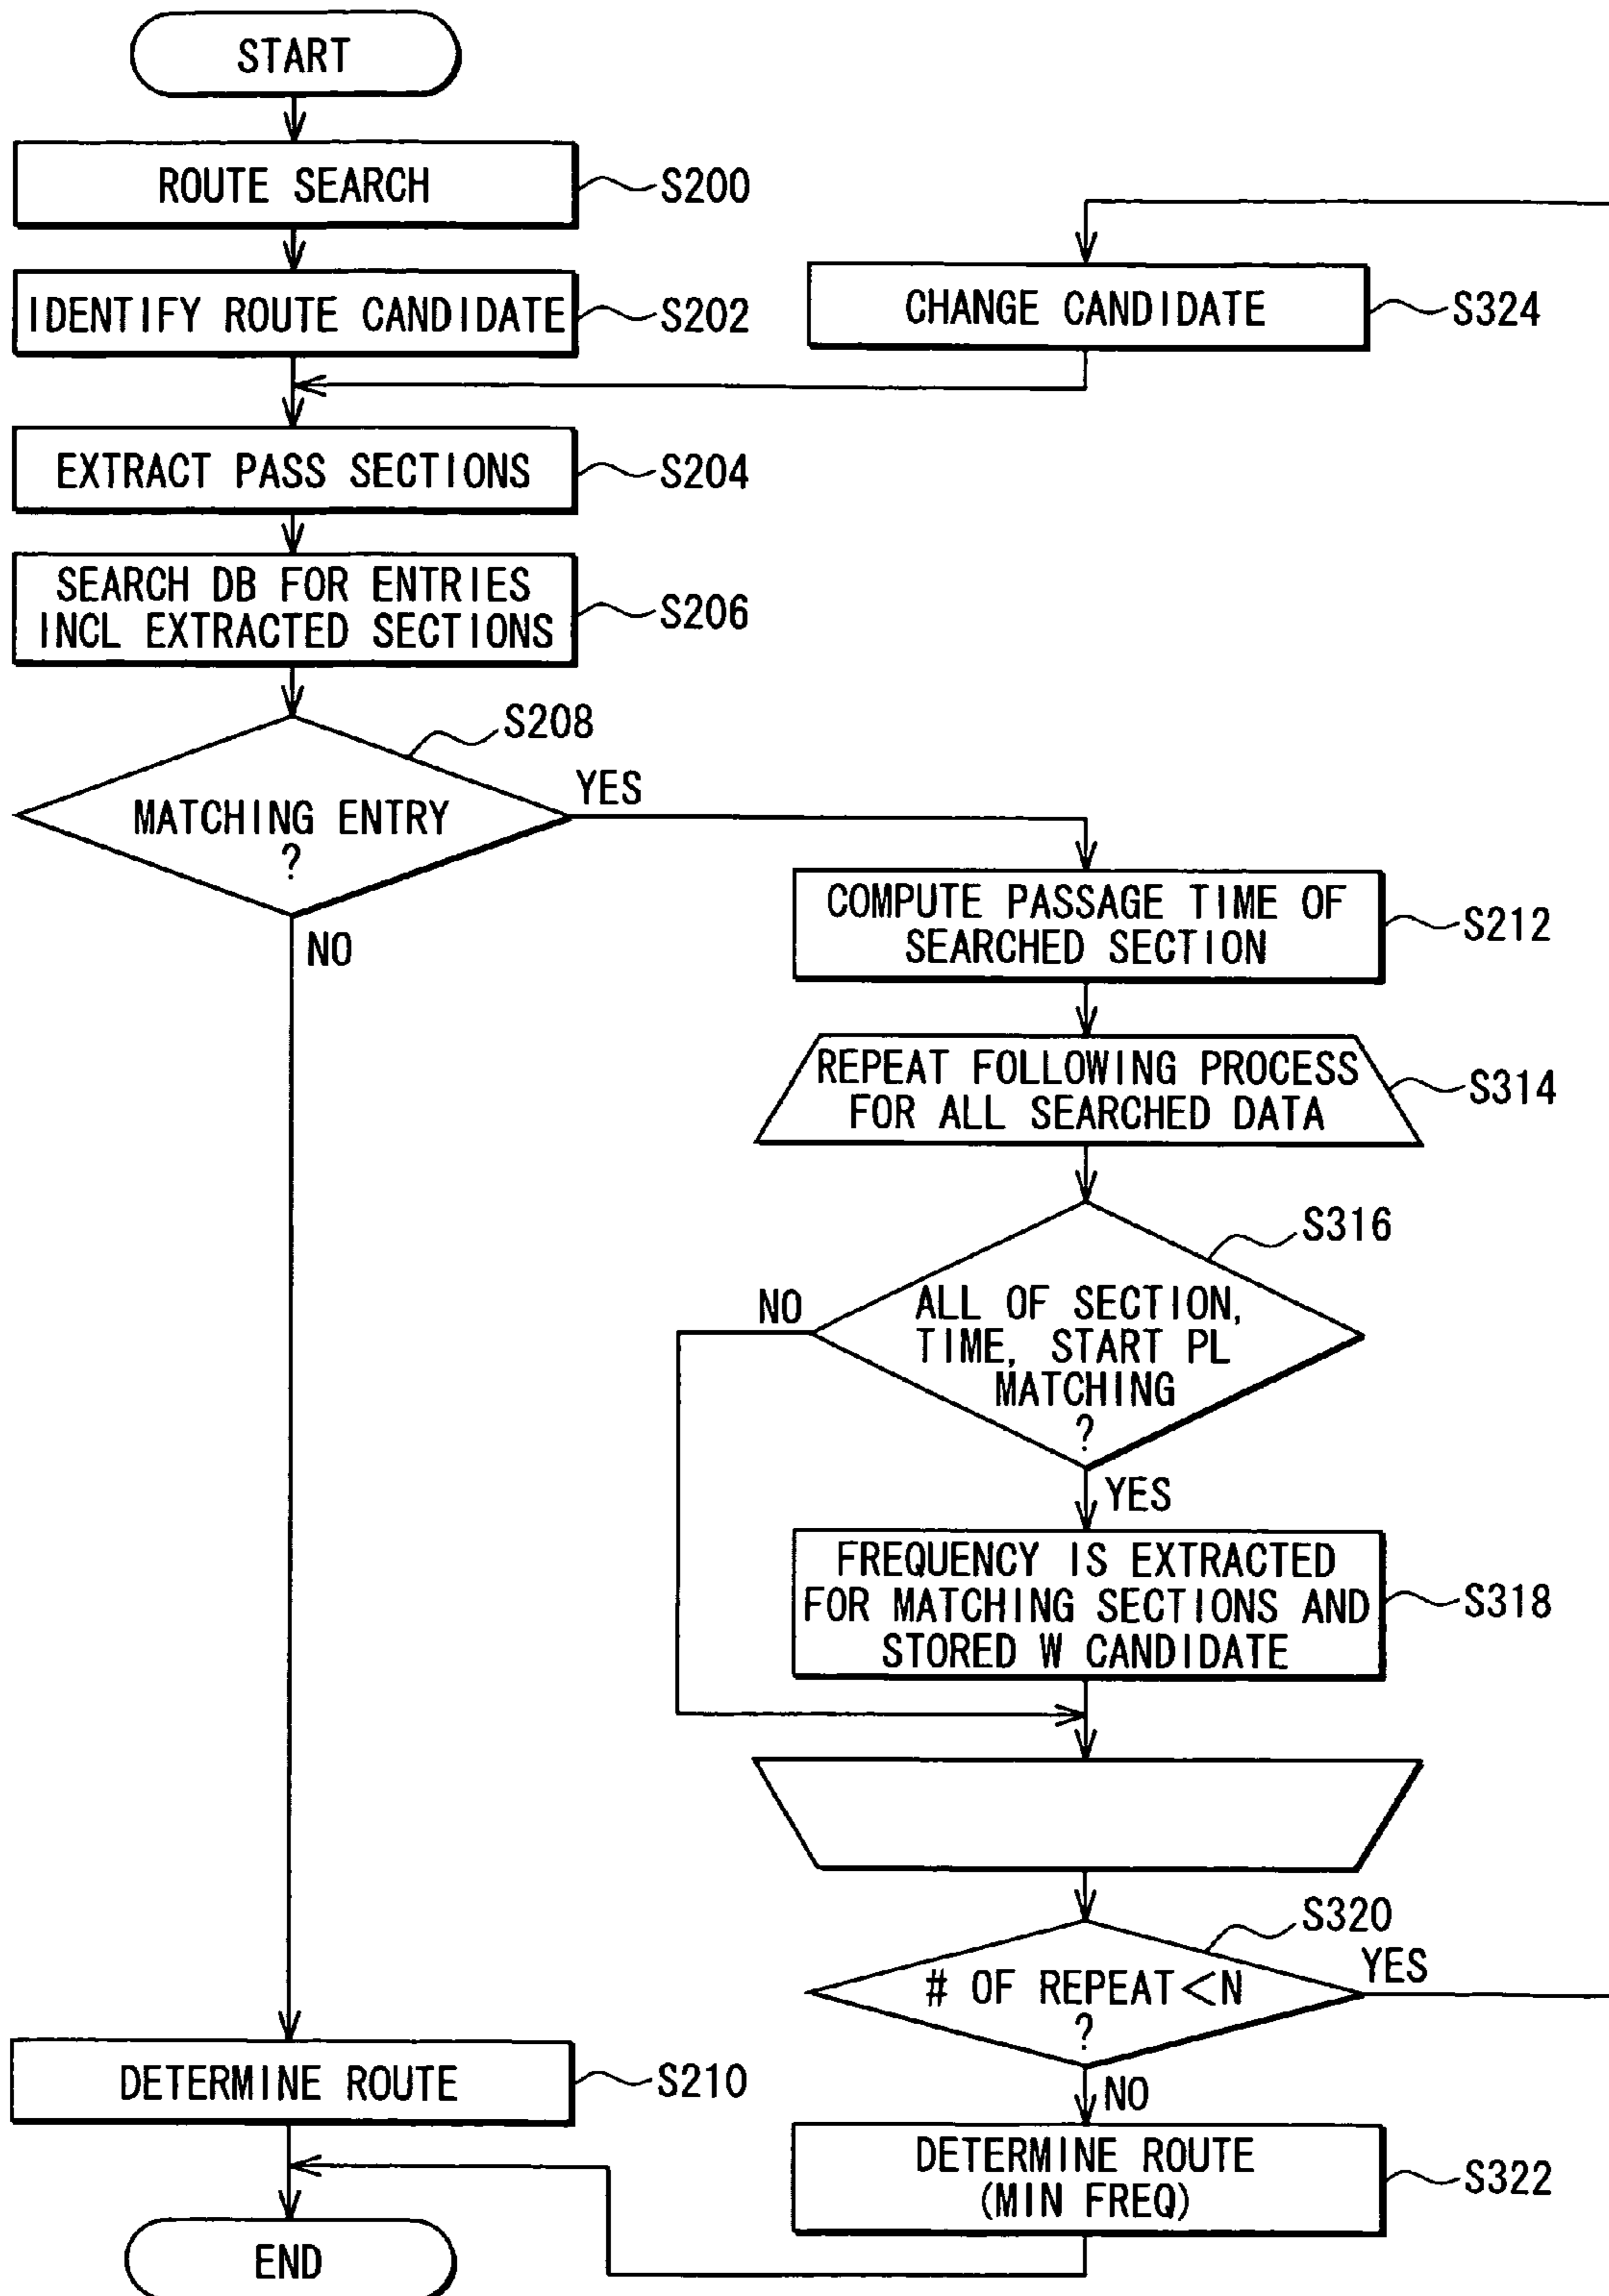 START
ROUTE SEARCH
S200
IDENTIFY ROUTE CANDIDATE
S202
CHANGE CANDIDATE
S324
EXTRACT PASS SECTIONS
S204
SEARCH DB FOR ENTRIES
INCL EXTRACTED SECTIONS
S206
S208
MATCHING ENTRY
?
YES
NO
COMPUTE PASSAGE TIME OF
SEARCHED SECTION
S212
REPEAT FOLLOWING PROCESS
FOR ALL SEARCHED DATA
S314
S316
NO
ALL OF SECTION,
TIME, START PL
MATCHING
?
YES
FREQUENCY IS EXTRACTED
FOR MATCHING SECTIONS AND
STORED W CANDIDATE
S318
S320
# OF REPEAT<N
?
YES
NO
DETERMINE ROUTE
S210
DETERMINE ROUTE
(MIN FREQ)
S322
END